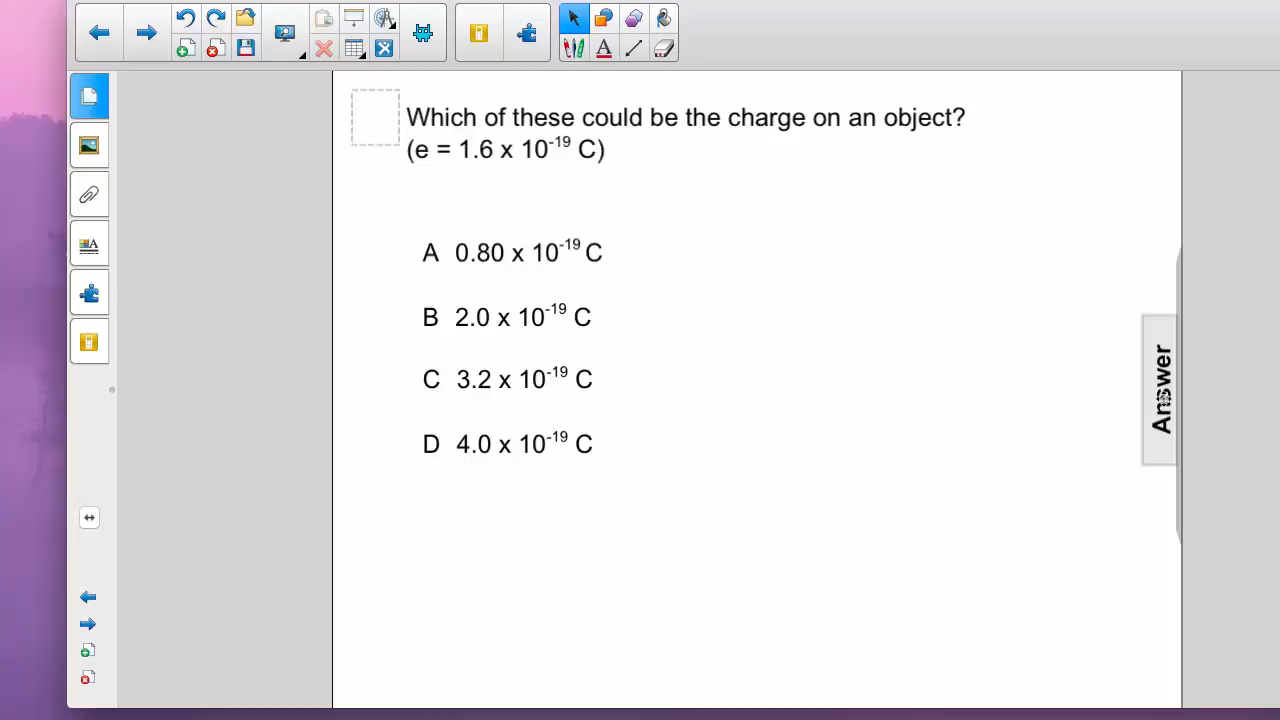 Which of these could be the charge on an object?
(e = 1.6 x 10⁻¹⁹ C)
A 0.80 x 10⁻¹⁹ C
B 2.0 x 10⁻¹⁹ C
C 3.2 x 10⁻¹⁹ C
D 4.0 x 10⁻¹⁹ C
Answer